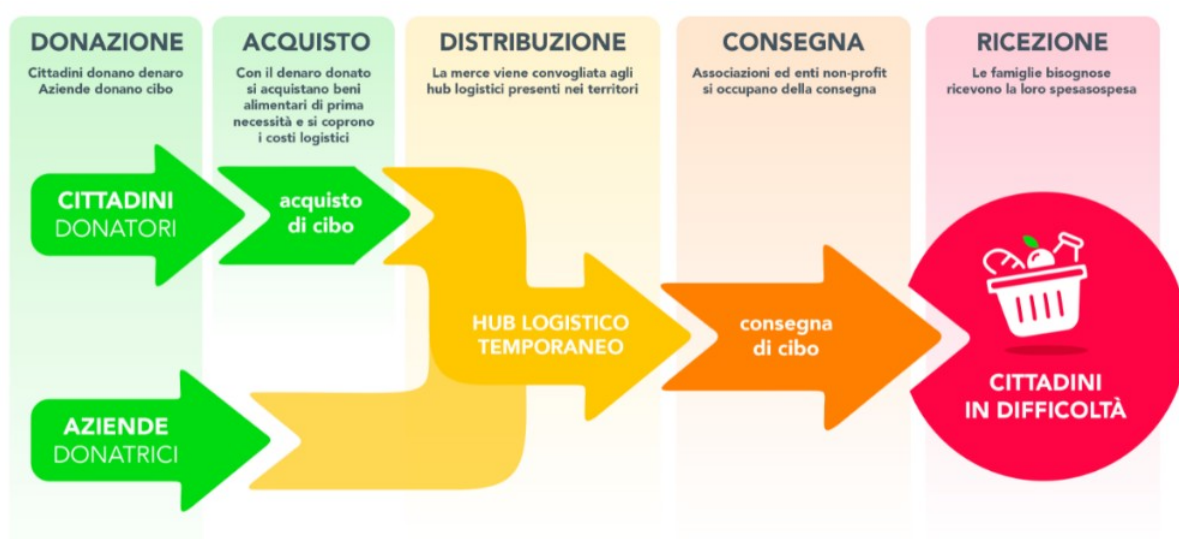 DONAZIONE
Cittadini donano denaro
Aziende donano cibo
ACQUISTO
Con il denaro donato
si acquistano beni
alimentari di prima
necessità e si coprono
i costi logistici
DISTRIBUZIONE
La merce viene convogliata agli
hub logistici presenti nei territori
CONSEGNA
Associazioni ed enti non-profit
si occupano della consegna
RICEZIONE
Le famiglie bisognose
ricevono la loro spesasospesa
CITTADINI
DONATORI
acquisto
di cibo
HUB LOGISTICO
TEMPORANEO
consegna
di cibo
CITTADINI
IN DIFFICOLTÀ
AZIENDE
DONATRICI